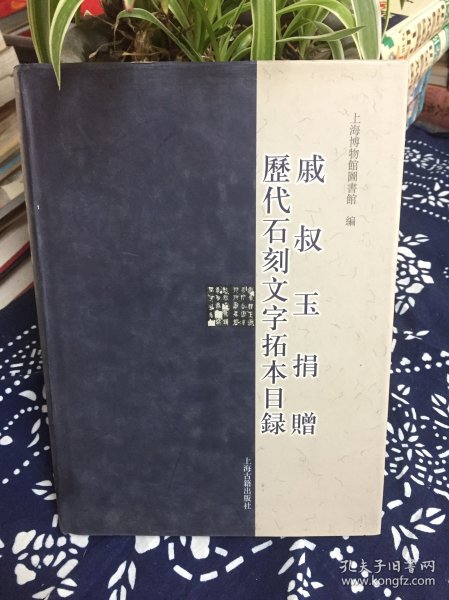 上海博物館圖書館 編
戚叔玉捐贈
歷代石刻文字拓本目録
上海古籍出版社
孔夫子旧书网
www.kongfz.com